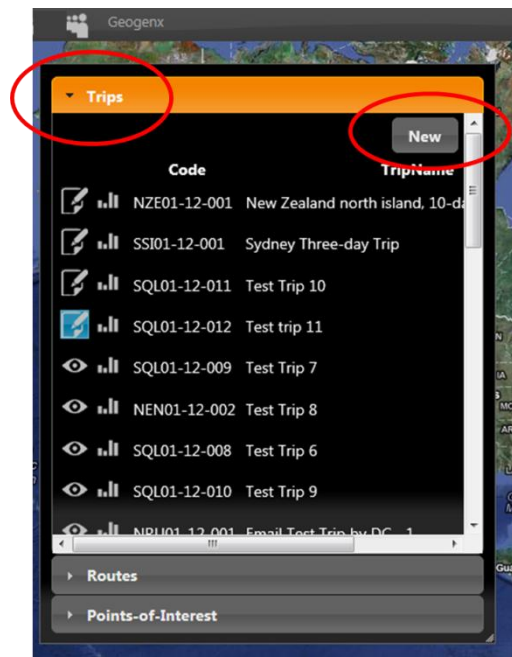 Geogenx
Trips
New
Code TripName
NZE01-12-001 New Zealand north island, 10-da
SSI01-12-001 Sydney Three-day Trip
SQL01-12-011 Test Trip 10
SQL01-12-012 Test trip 11
SQL01-12-009 Test Trip 7
NEN01-12-002 Test Trip 8
SQL01-12-008 Test Trip 6
SQL01-12-010 Test Trip 9
NRU01-12-001 Email Test Trip by DC - 1
Routes
Points-of-Interest